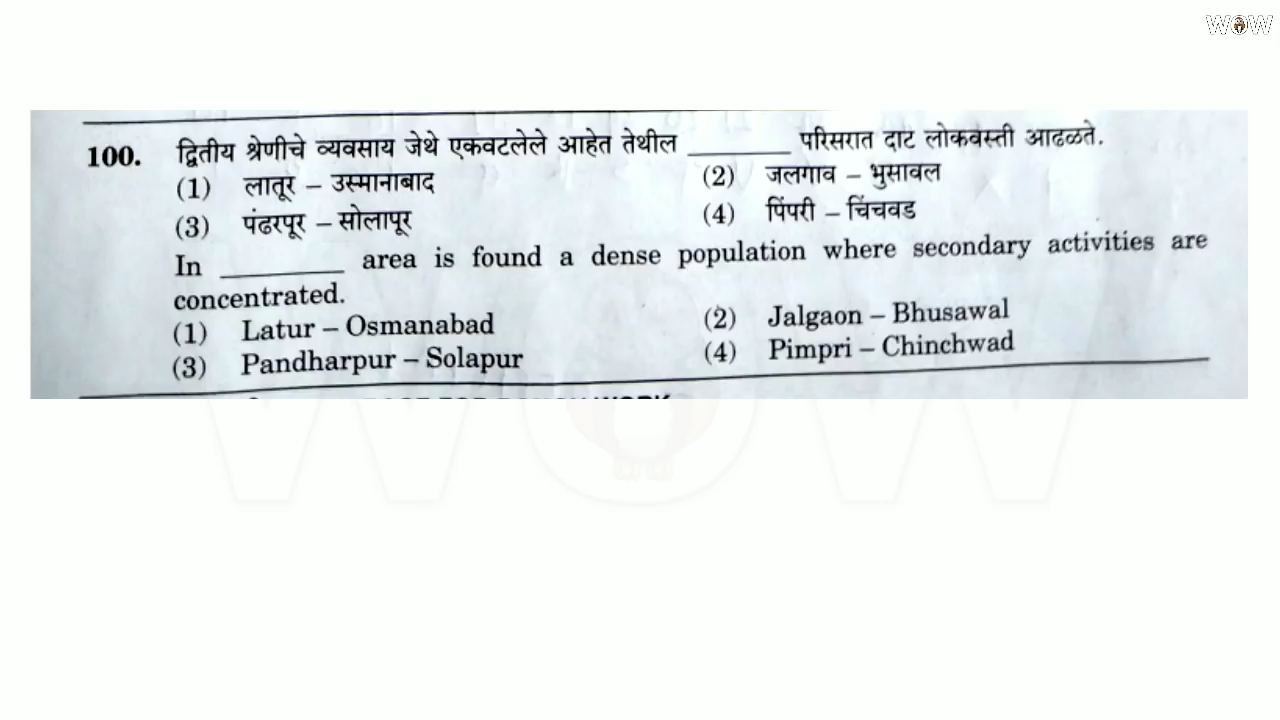 WOW
100. द्वितीय श्रेणीचे व्यवसाय जेथे एकवटलेले आहेत तेथील ________ परिसरात दाट लोकवस्ती आढळते.
(1) लातूर – उस्मानाबाद (2) जळगाव – भुसावल
(3) पंढरपूर – सोलापूर (4) पिंपरी – चिंचवड
In ________ area is found a dense population where secondary activities are
concentrated.
(1) Latur – Osmanabad (2) Jalgaon – Bhusawal
(3) Pandharpur – Solapur (4) Pimpri – Chinchwad
WOW